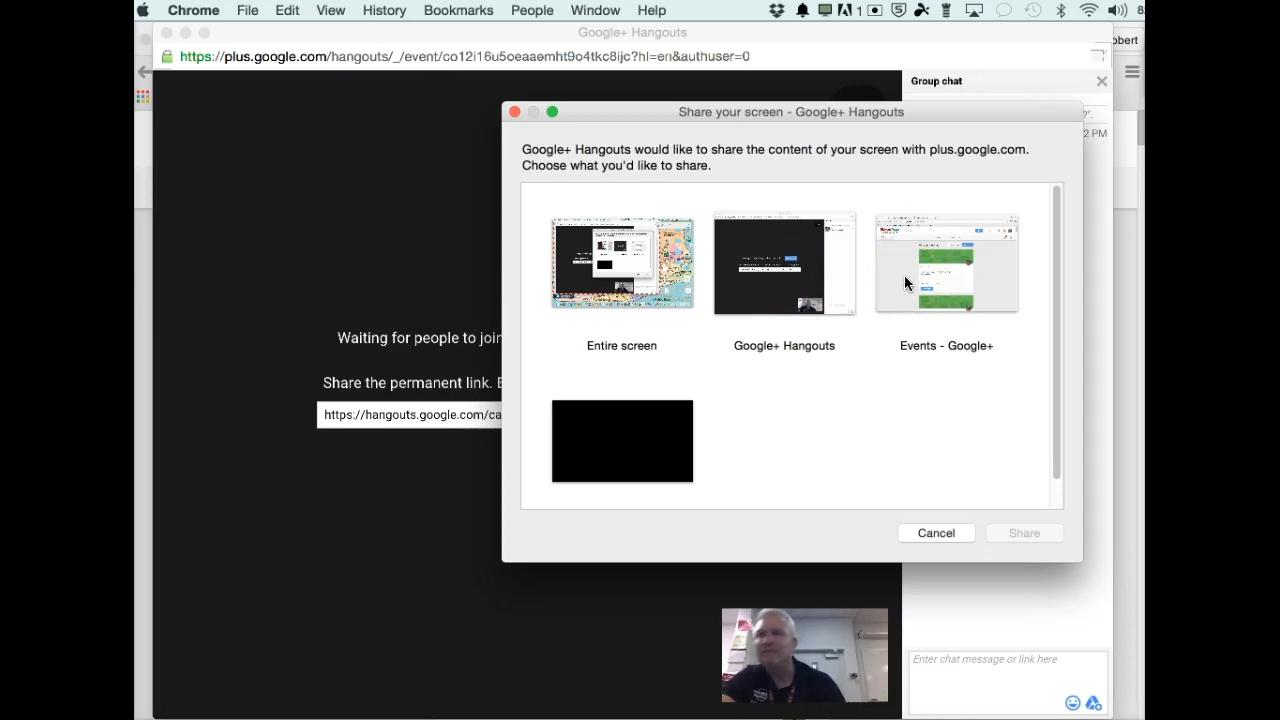 Chrome File Edit View History Bookmarks People Window Help
1
Google+ Hangouts
https://plus.google.com/hangouts/_/event/co12i16u5oeaaemht9o4tkc8ijc?hl=en&authuser=0
Group chat
2 PM
Share your screen - Google+ Hangouts
Google+ Hangouts would like to share the content of your screen with plus.google.com.
Choose what you'd like to share.
Entire screen
Google+ Hangouts
Events - Google+
Waiting for people to join
Share the permanent link.
https://hangouts.google.com/ca
Cancel
Share
Enter chat message or link here